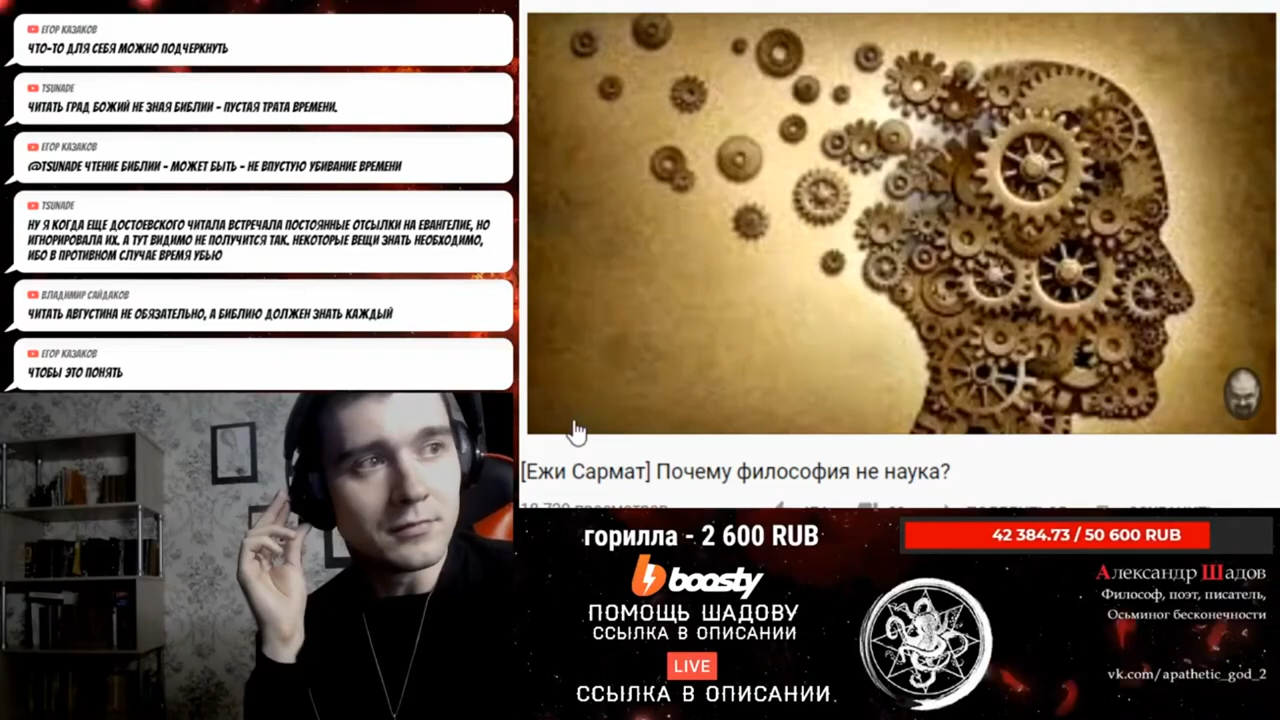 ЕГОР КАЗАКОВ
ЧТО-ТО ДЛЯ СЕБЯ МОЖНО ПОДЧЕРКНУТЬ
TSUNADE
ЧИТАТЬ ГРАД БОЖИЙ НЕ ЗНАЯ БИБЛИИ - ПУСТАЯ ТРАТА ВРЕМЕНИ.
ЕГОР КАЗАКОВ
@TSUNADE ЧТЕНИЕ БИБЛИИ - МОЖЕТ БЫТЬ - НЕ ВПУСТУЮ УБИВАНИЕ ВРЕМЕНИ
TSUNADE
НУ Я КОГДА ЕЩЕ ДОСТОЕВСКОГО ЧИТАЛА ВСТРЕЧАЛА ПОСТОЯННЫЕ ОТСЫЛКИ НА ЕВАНГЕЛИЕ, НО
ИГНОРИРОВАЛА ИХ. А ТУТ ВИДИМО НЕ ПОЛУЧИТСЯ ТАК. НЕКОТОРЫЕ ВЕЩИ ЗНАТЬ НЕОБХОДИМО,
ИБО В ПРОТИВНОМ СЛУЧАЕ ВРЕМЯ УБЬЮ
ВЛАДИМИР САЙДАКОВ
ЧИТАТЬ АВГУСТИНА НЕ ОБЯЗАТЕЛЬНО, А БИБЛИЮ ДОЛЖЕН ЗНАТЬ КАЖДЫЙ
ЕГОР КАЗАКОВ
ЧТОБЫ ЭТО ПОНЯТЬ
[Ежи Сармат] Почему философия не наука?
горилла - 2 600 RUB
boosty
ПОМОЩЬ ШАДОВУ
ССЫЛКА В ОПИСАНИИ
LIVE
ССЫЛКА В ОПИСАНИИ
42 384.73 / 50 600 RUB
Александр Шадов
Философ, поэт, писатель,
Осьминог бесконечности
vk.com/apathetic_god_2